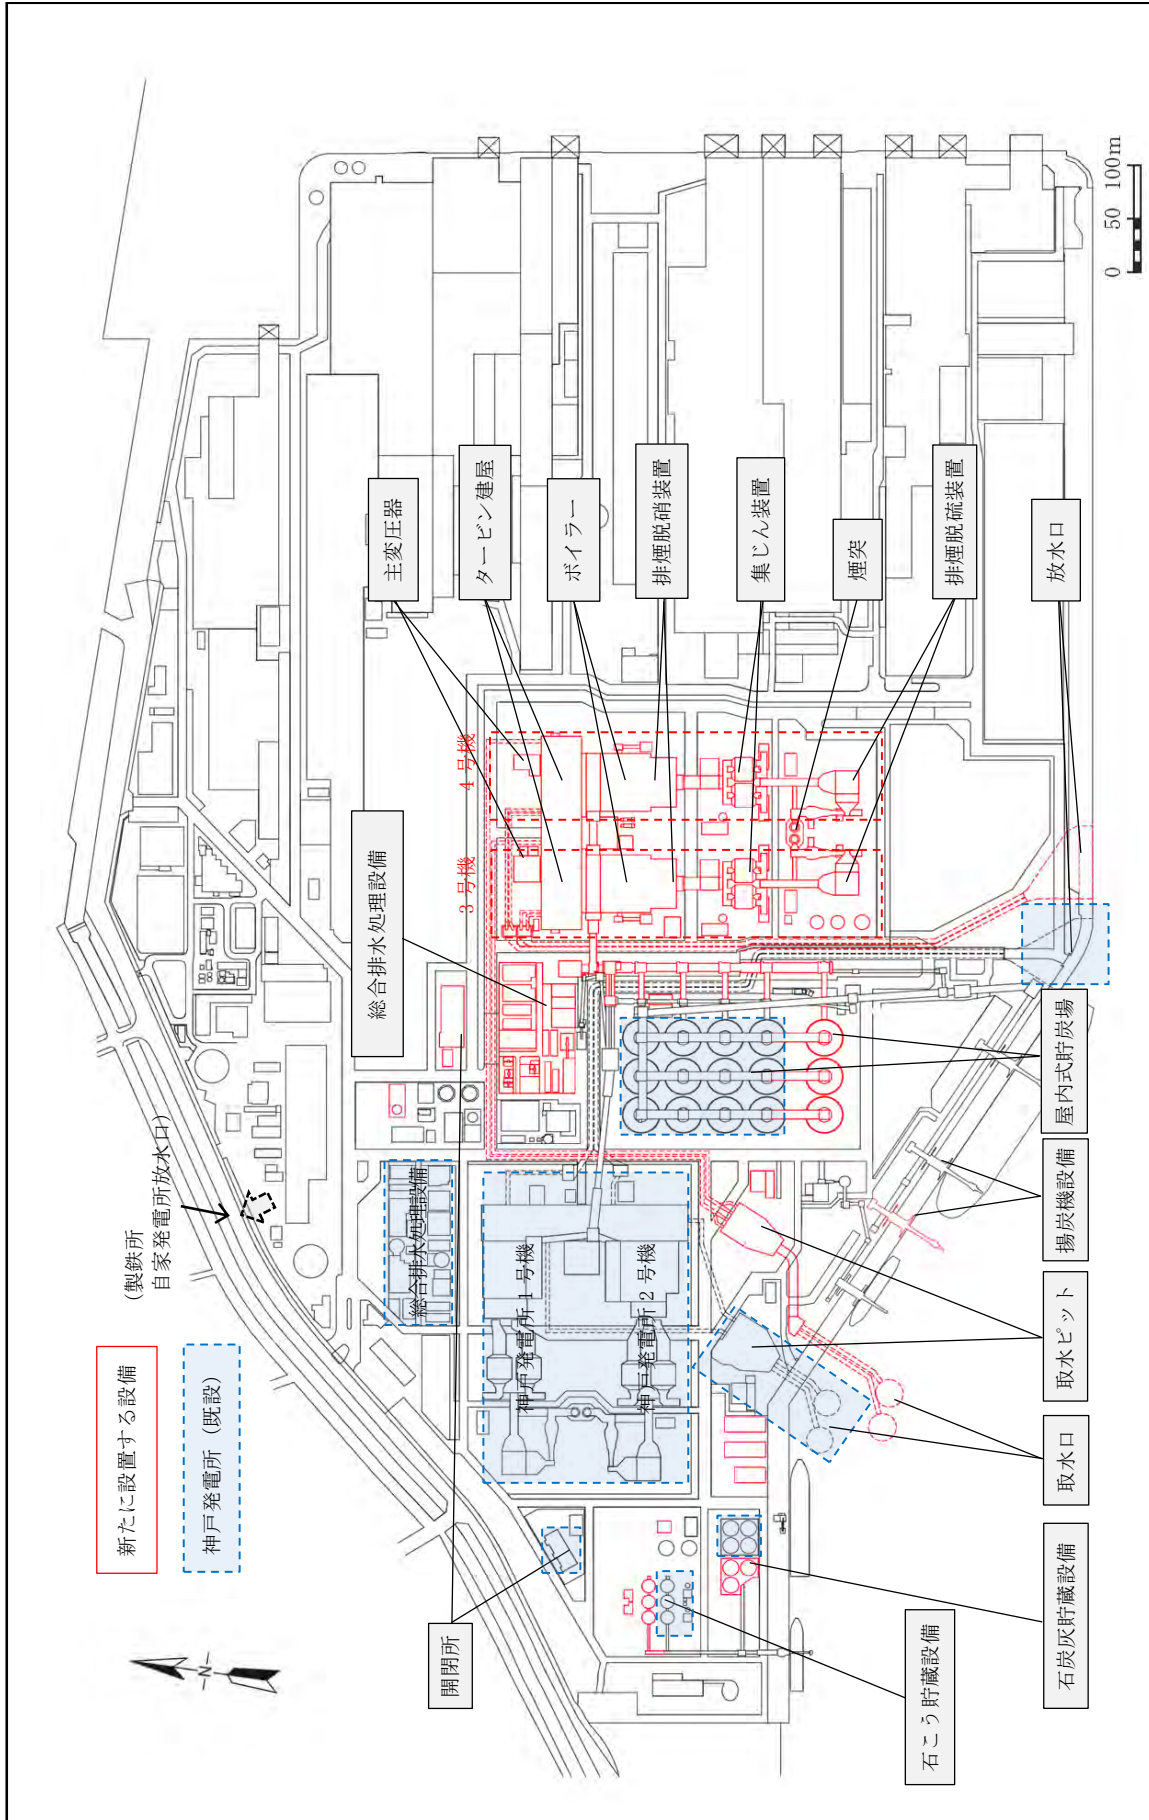 (製鉄所
自家発電所放水口)
新たに設置する設備
神戸発電所 (既設)
N
開閉所
総合排水処理設備
総合排水処理設備
3号機
4号機
主変圧器
タービン建屋
ボイラー
排煙脱硝装置
集じん装置
煙突
排煙脱硫装置
放水口
神戸発電所1号機
神戸発電所2号機
石こう貯蔵設備
石炭灰貯蔵設備
取水口
取水ピット
揚炭機設備
屋内式貯炭場
0 50 100m